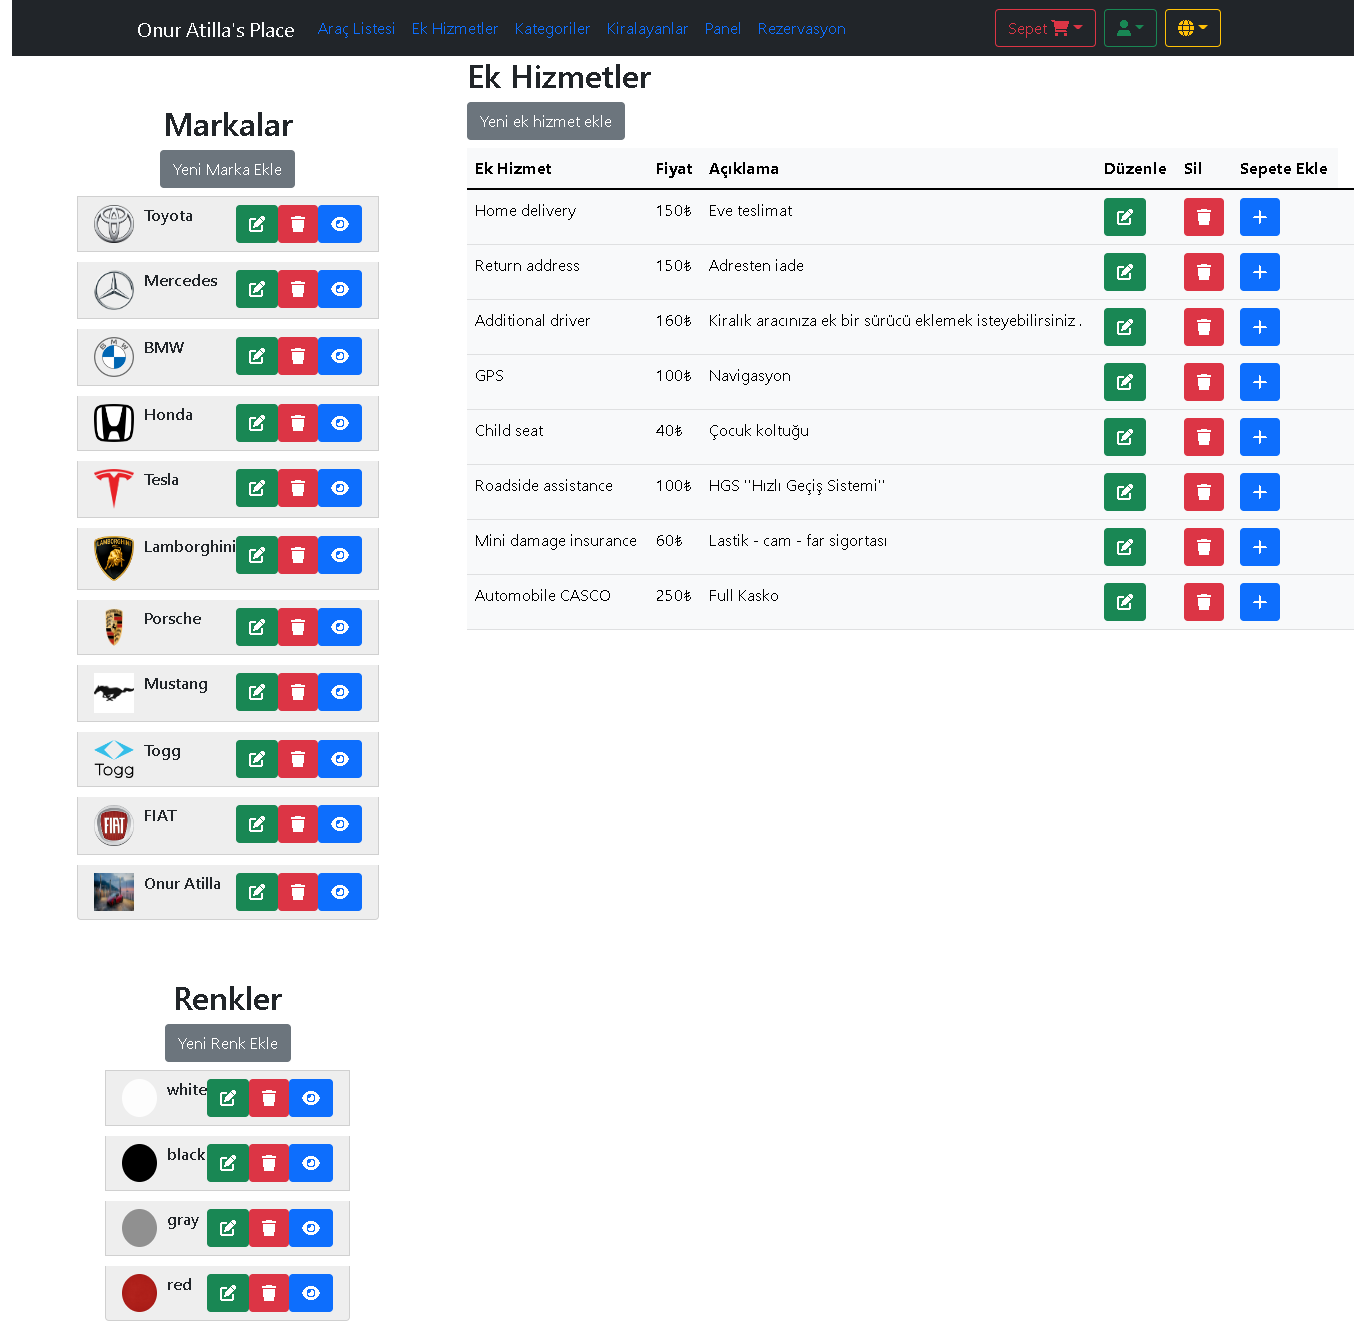 Onur Atilla's Place Araç Listesi Ek Hizmetler Kategoriler Kiralayanlar Panel Rezervasyon Sepet
Markalar
Yeni Marka Ekle
Toyota
Mercedes
BMW
Honda
Tesla
LAMBORGHINI
Lamborghini
Porsche
Mustang
Togg
Togg
FIAT
FIAT
Onur Atilla
Renkler
Yeni Renk Ekle
white
black
gray
red
Ek Hizmetler
Yeni ek hizmet ekle
Ek Hizmet Fiyat Açıklama Düzenle Sil Sepete Ekle
Home delivery 150₺ Eve teslimat
Return address 150₺ Adresten iade
Additional driver 160₺ Kiralık aracınıza ek bir sürücü eklemek isteyebilirsiniz .
GPS 100₺ Navigasyon
Child seat 40₺ Çocuk koltuğu
Roadside assistance 100₺ HGS ''Hızlı Geçiş Sistemi''
Mini damage insurance 60₺ Lastik - cam - far sigortası
Automobile CASCO 250₺ Full Kasko